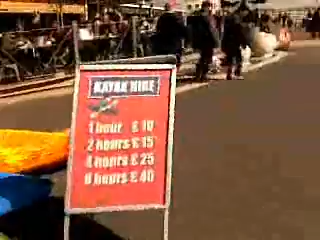 KAYAK HIRE
1 hour £ 10
2 hours £ 15
4 hours £ 25
8 hours £ 40